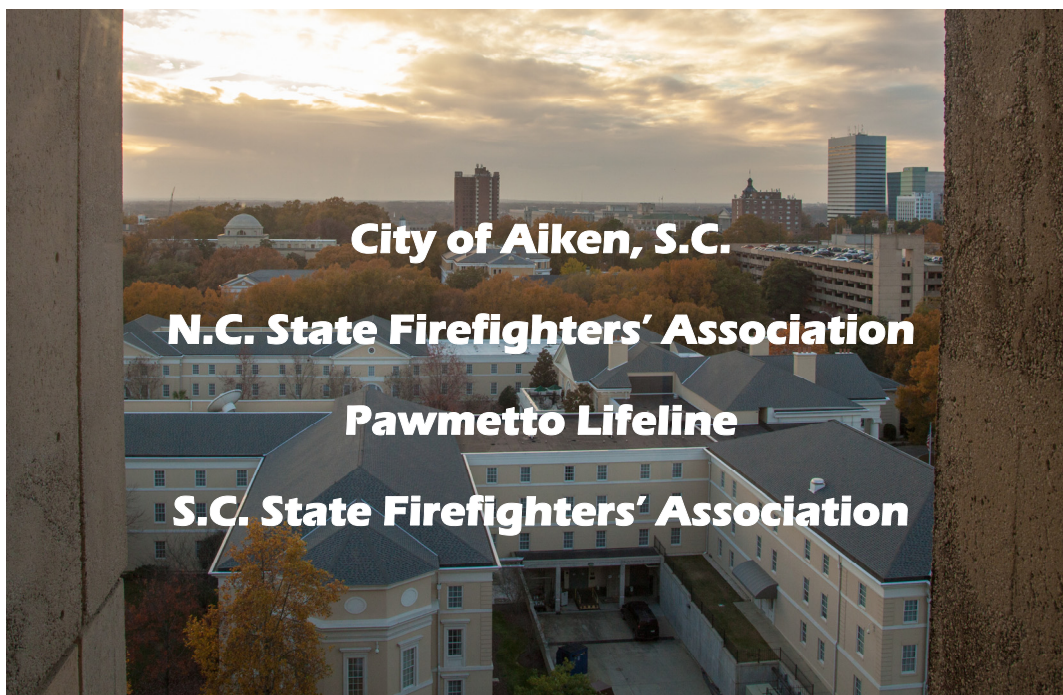 City of Aiken, S.C.
N.C. State Firefighters’ Association
Pawmetto Lifeline
S.C. State Firefighters’ Association